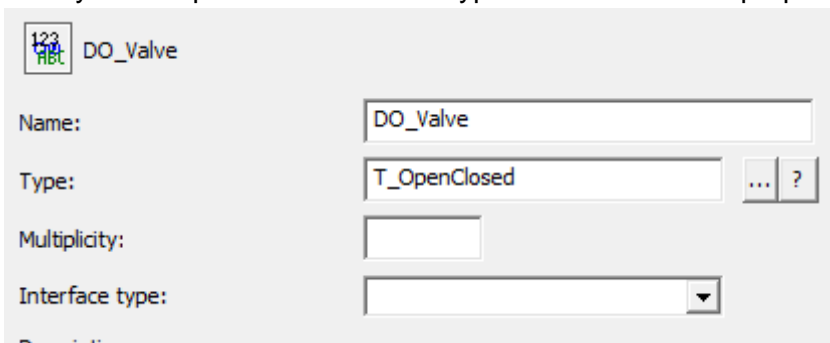 DO_Valve
Name: DO_Valve
Type: T_OpenClosed ... ?
Multiplicity:
Interface type: